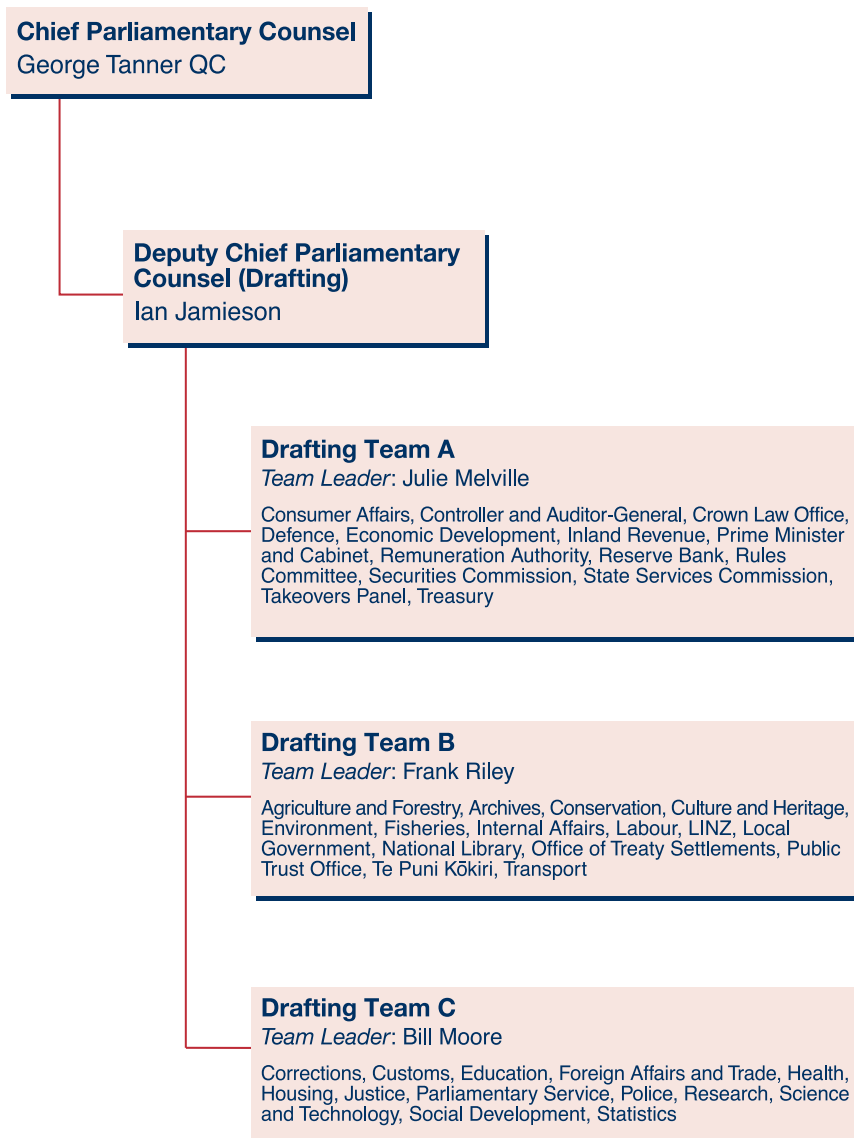 Chief Parliamentary Counsel
George Tanner QC
Deputy Chief Parliamentary
Counsel (Drafting)
Ian Jamieson
Drafting Team A
Team Leader: Julie Melville
Consumer Affairs, Controller and Auditor-General, Crown Law Office,
Defence, Economic Development, Inland Revenue, Prime Minister
and Cabinet, Remuneration Authority, Reserve Bank, Rules
Committee, Securities Commission, State Services Commission,
Takeovers Panel, Treasury
Drafting Team B
Team Leader: Frank Riley
Agriculture and Forestry, Archives, Conservation, Culture and Heritage,
Environment, Fisheries, Internal Affairs, Labour, LINZ, Local
Government, National Library, Office of Treaty Settlements, Public
Trust Office, Te Puni Kōkiri, Transport
Drafting Team C
Team Leader: Bill Moore
Corrections, Customs, Education, Foreign Affairs and Trade, Health,
Housing, Justice, Parliamentary Service, Police, Research, Science
and Technology, Social Development, Statistics